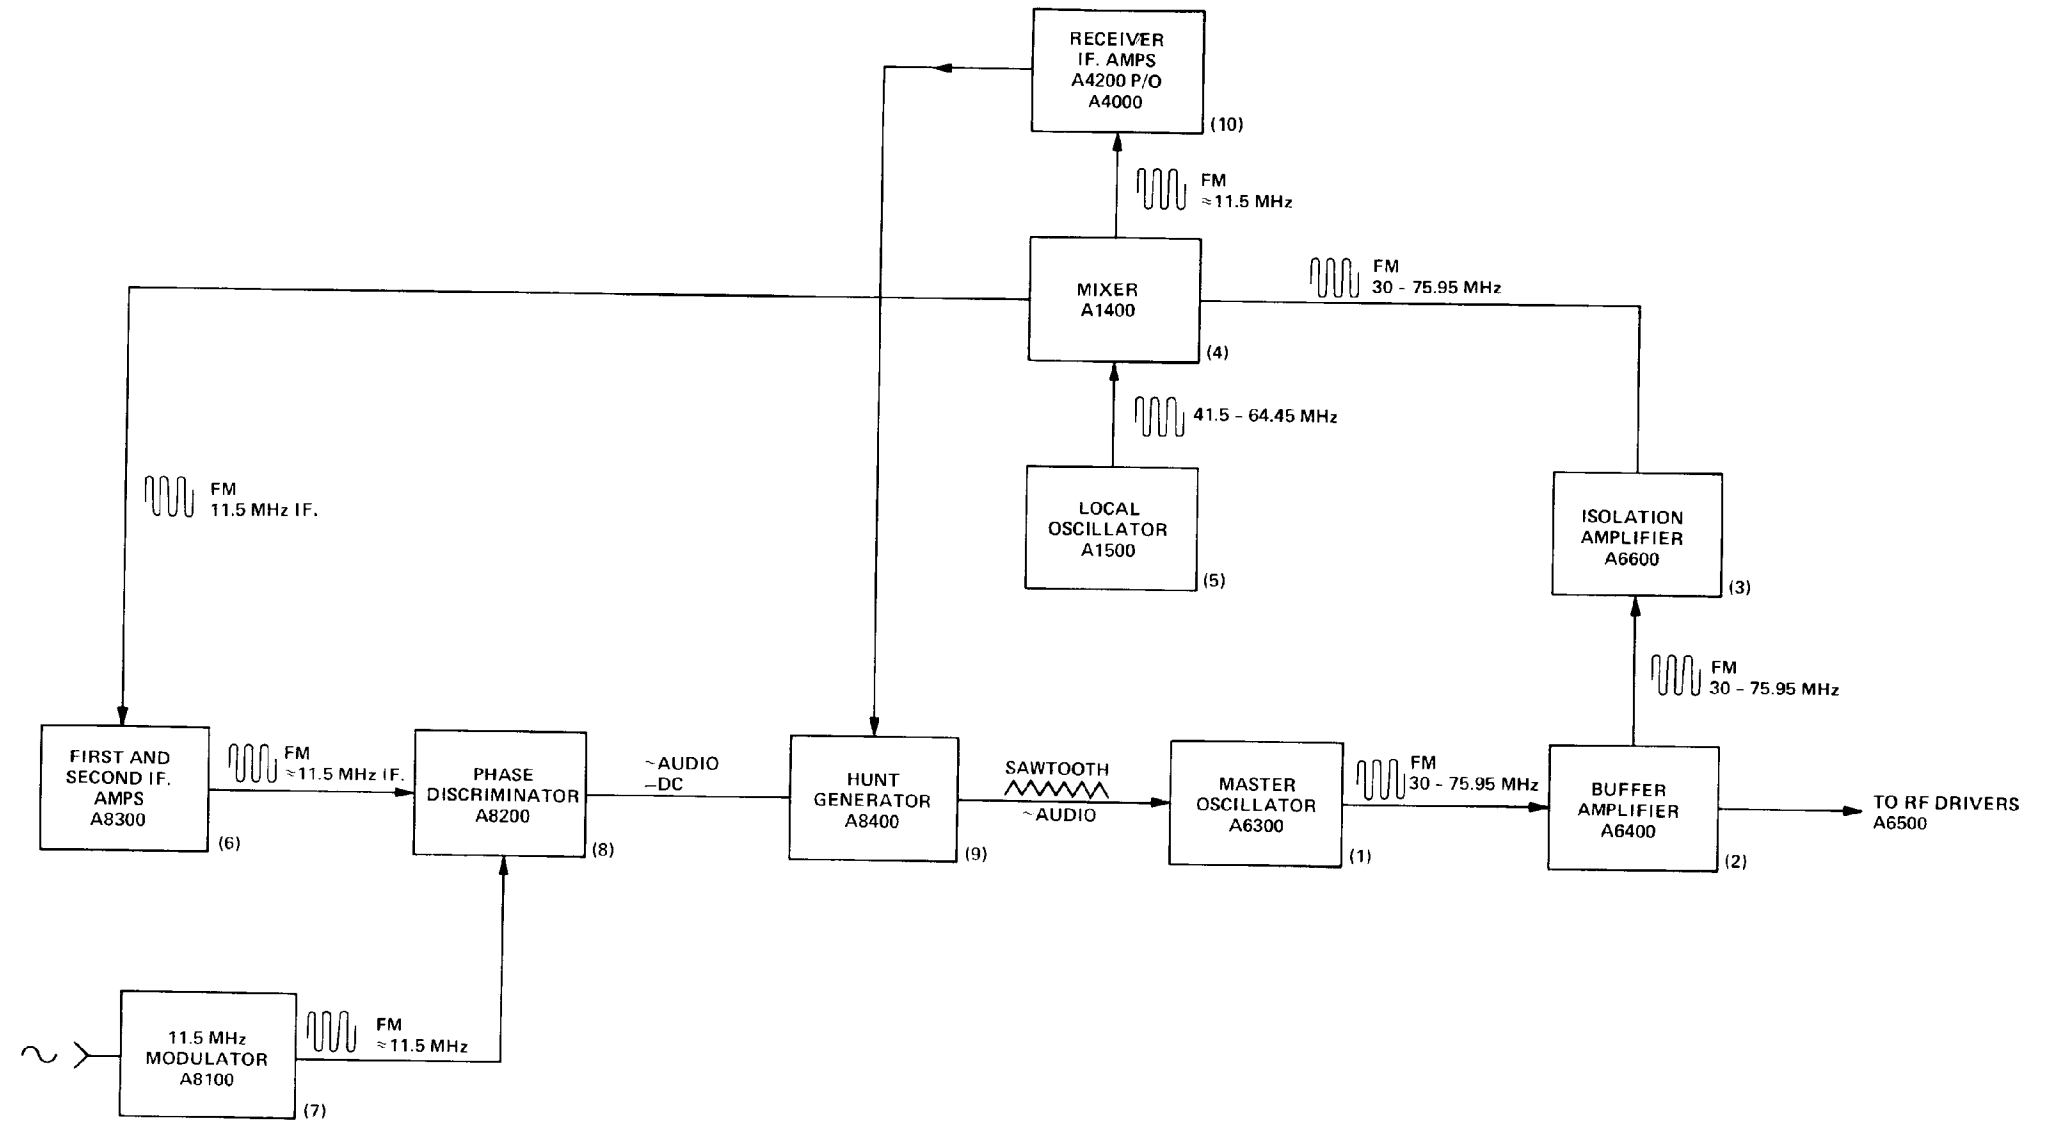 RECEIVER
IF. AMPS
A4200 P/O
A4000
(10)
FM
≈11.5 MHz
MIXER
A1400
(4)
FM
30 - 75.95 MHz
41.5 - 64.45 MHz
LOCAL
OSCILLATOR
A1500
(5)
FM
11.5 MHz IF.
ISOLATION
AMPLIFIER
A6600
(3)
FM
30 - 75.95 MHz
FIRST AND
SECOND IF.
AMPS
A8300
(6)
FM
≈11.5 MHz IF.
PHASE
DISCRIMINATOR
A8200
(8)
~AUDIO
-DC
HUNT
GENERATOR
A8400
(9)
SAWTOOTH
~AUDIO
MASTER
OSCILLATOR
A6300
(1)
FM
30 - 75.95 MHz
BUFFER
AMPLIFIER
A6400
(2)
TO RF DRIVERS
A6500
11.5 MHz
MODULATOR
A8100
(7)
FM
≈11.5 MHz